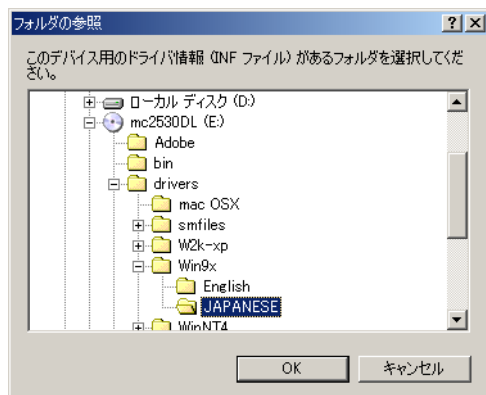 フォルダの参照
このデバイス用のドライバ情報 (INF ファイル) があるフォルダを選択してくだ
さい。
ローカル ディスク (D:)
mc2530DL (E:)
Adobe
bin
drivers
mac OSX
smfiles
W2k-xp
Win9x
English
JAPANESE
WinNT4
OK キャンセル